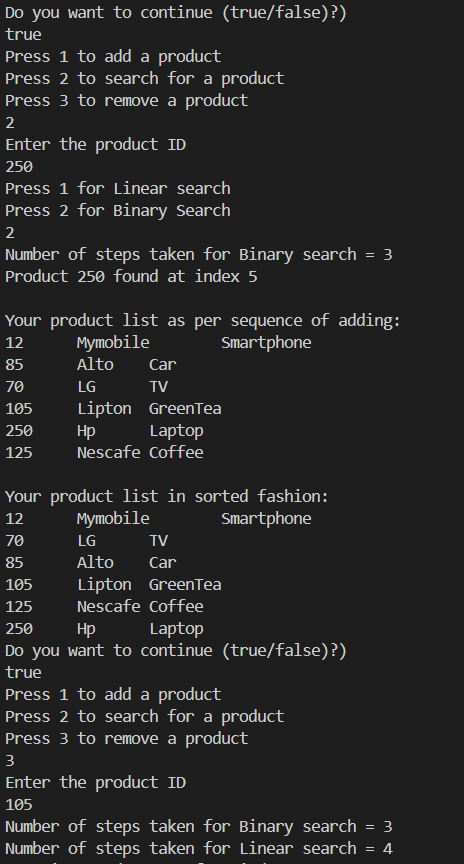 Do you want to continue (true/false)?)
true
Press 1 to add a product
Press 2 to search for a product
Press 3 to remove a product
2
Enter the product ID
250
Press 1 for Linear search
Press 2 for Binary Search
2
Number of steps taken for Binary search = 3
Product 250 found at index 5

Your product list as per sequence of adding:
12      Mymobile        Smartphone
85      Alto    Car
70      LG      TV
105     Lipton  GreenTea
250     Hp      Laptop
125     Nescafe Coffee

Your product list in sorted fashion:
12      Mymobile        Smartphone
70      LG      TV
85      Alto    Car
105     Lipton  GreenTea
125     Nescafe Coffee
250     Hp      Laptop
Do you want to continue (true/false)?)
true
Press 1 to add a product
Press 2 to search for a product
Press 3 to remove a product
3
Enter the product ID
105
Number of steps taken for Binary search = 3
Number of steps taken for Linear search = 4